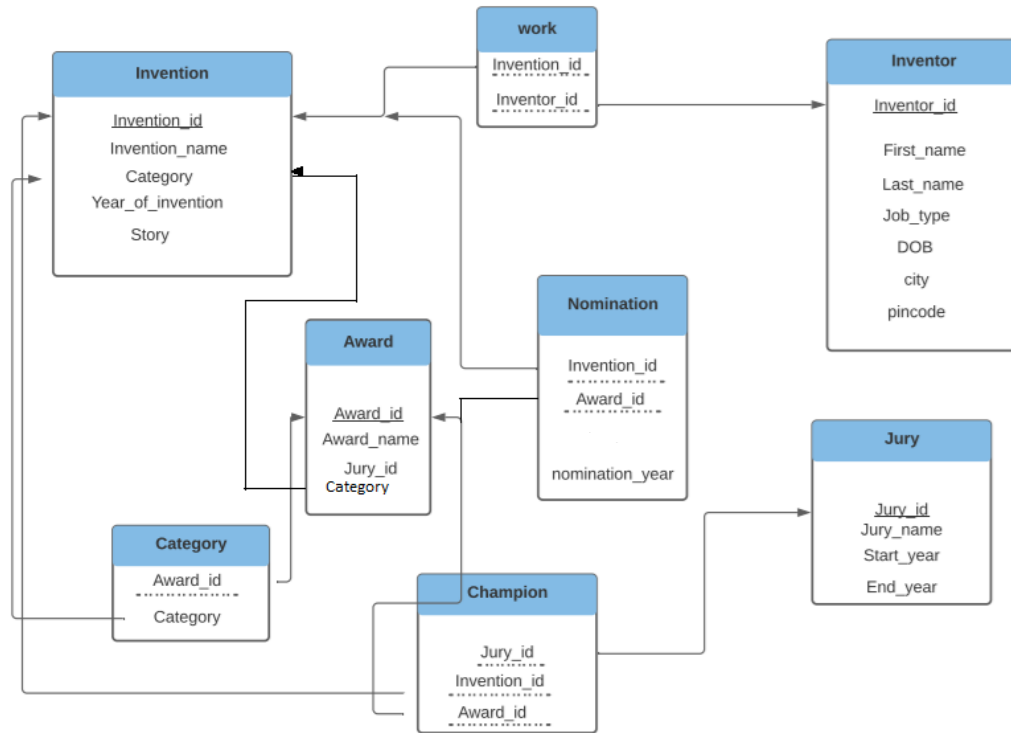 work
Invention_id
Inventor_id
Invention
Invention_id
Invention_name
Category
Year_of_invention
Story
Inventor
Inventor_id
First_name
Last_name
Job_type
DOB
city
pincode
Nomination
Invention_id
Award_id
nomination_year
Award
Award_id
Award_name
Jury_id
Category
Jury
Jury_id
Jury_name
Start_year
End_year
Category
Award_id
Category
Champion
Jury_id
Invention_id
Award_id